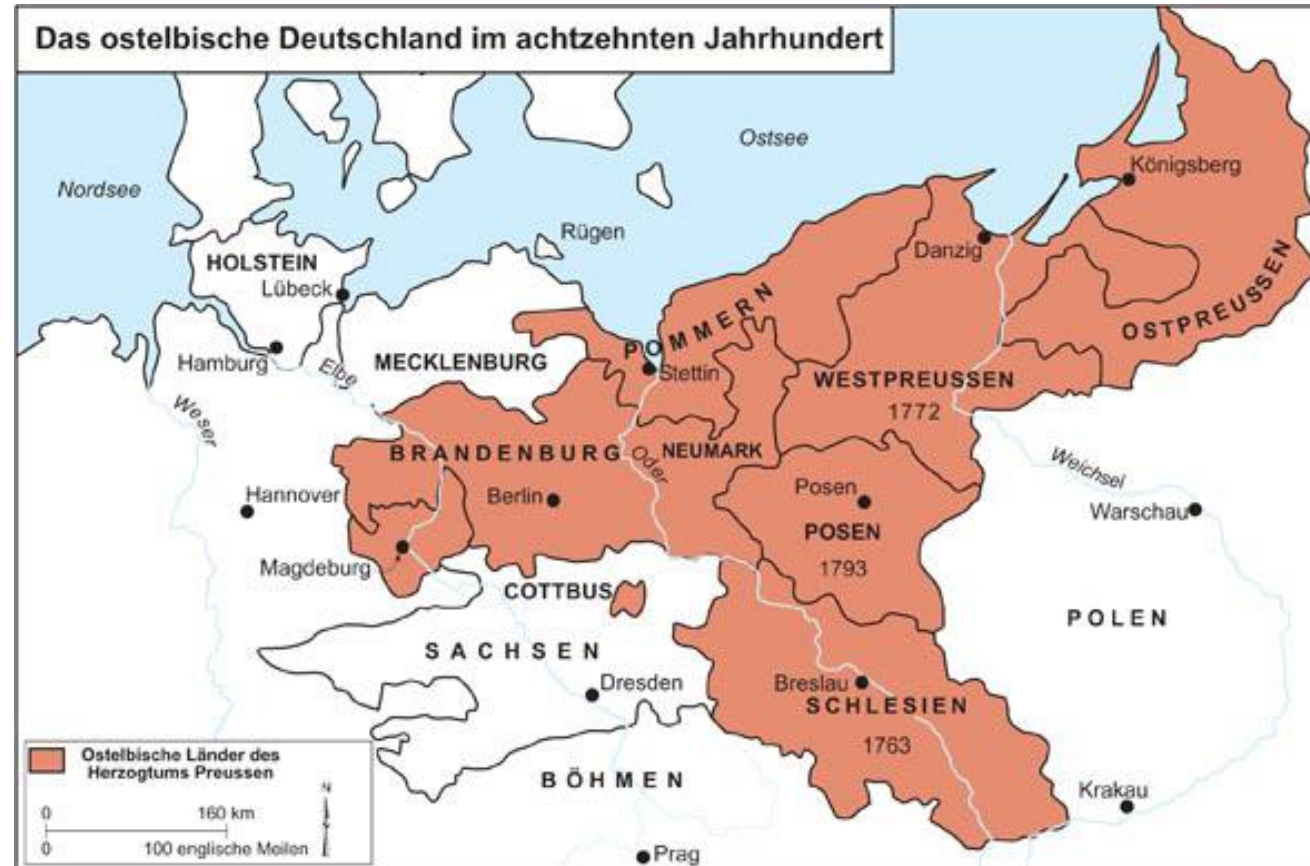 Das ostelbische Deutschland im achtzehnten Jahrhundert
Nordsee
Ostsee
Königsberg
Rügen
Danzig
HOLSTEIN
Lübeck
OSTPREUSSEN
POMMERN
Hamburg
Elbe
MECKLENBURG
Stettin
WESTPREUSSEN
1772
Weser
BRANDENBURG
NEUMARK
Oder
Weichsel
Hannover
Berlin
Posen
Warschau
POSEN
Magdeburg
1793
COTTBUS
POLEN
SACHSEN
Dresden
Breslau
SCHLESIEN
1763
Ostelbische Länder des
Herzogtums Preussen
BÖHMEN
N
Krakau
0 160 km
0 100 englische Meilen
Prag